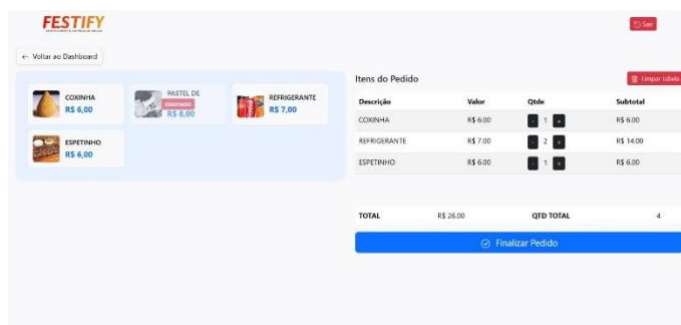 FESTIFY
Sair
← Voltar ao Dashboard
COXINHA
R$ 6,00
PASTEL DE
R$ 8,00
REFRIGERANTE
R$ 7,00
ESPETINHO
R$ 6,00
Itens do Pedido
Limpar tabela
Descrição Valor Qtde Subtotal
COXINHA R$ 6.00 - 1 + R$ 6.00
REFRIGERANTE R$ 7.00 - 2 + R$ 14.00
ESPETINHO R$ 6.00 - 1 + R$ 6.00
TOTAL R$ 26.00 QTD TOTAL 4
Finalizar Pedido